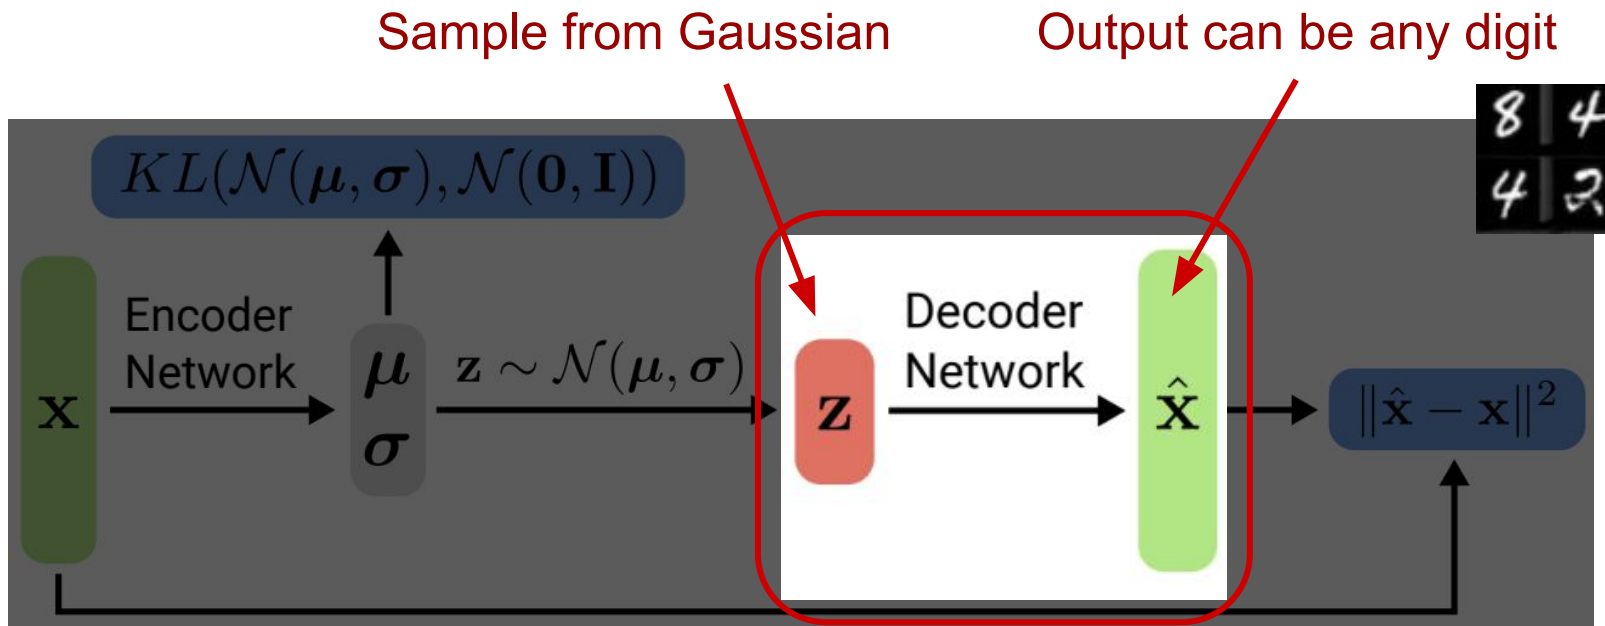 Sample from Gaussian
Output can be any digit
8 4
4 2
KL(𝒩(μ, σ), 𝒩(0, I))
Encoder
Network
x
μ
σ
z ∼ 𝒩(μ, σ)
z
Decoder
Network
x̂
‖x̂ − x‖²